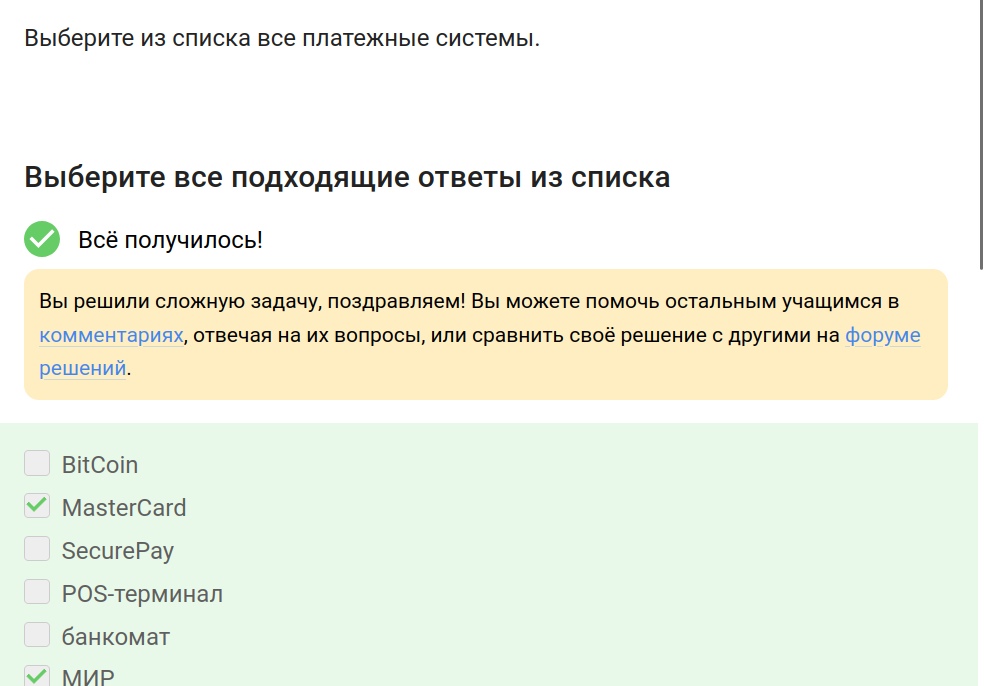 Выберите из списка все платежные системы.
Выберите все подходящие ответы из списка
Всё получилось!
Вы решили сложную задачу, поздравляем! Вы можете помочь остальным учащимся в
комментариях, отвечая на их вопросы, или сравнить своё решение с другими на форуме
решений.
BitCoin
MasterCard
SecurePay
POS-терминал
банкомат
МИР